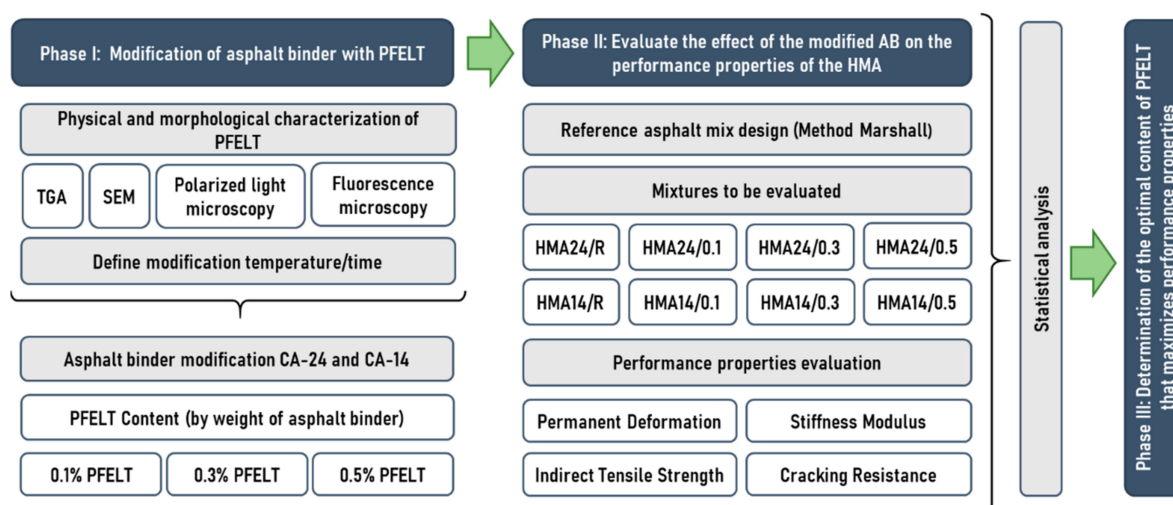 Phase I: Modification of asphalt binder with PFELT
Physical and morphological characterization of
PFELT
TGA
SEM
Polarized light
microscopy
Fluorescence
microscopy
Define modification temperature/time
Asphalt binder modification CA-24 and CA-14
PFELT Content (by weight of asphalt binder)
0.1% PFELT
0.3% PFELT
0.5% PFELT
Phase II: Evaluate the effect of the modified AB on the
performance properties of the HMA
Reference asphalt mix design (Method Marshall)
Mixtures to be evaluated
HMA24/R
HMA24/0.1
HMA24/0.3
HMA24/0.5
HMA14/R
HMA14/0.1
HMA14/0.3
HMA14/0.5
Performance properties evaluation
Permanent Deformation
Stiffness Modulus
Indirect Tensile Strength
Cracking Resistance
Statistical analysis
Phase III: Determination of the optimal content of PFELT
that maximizes performance properties